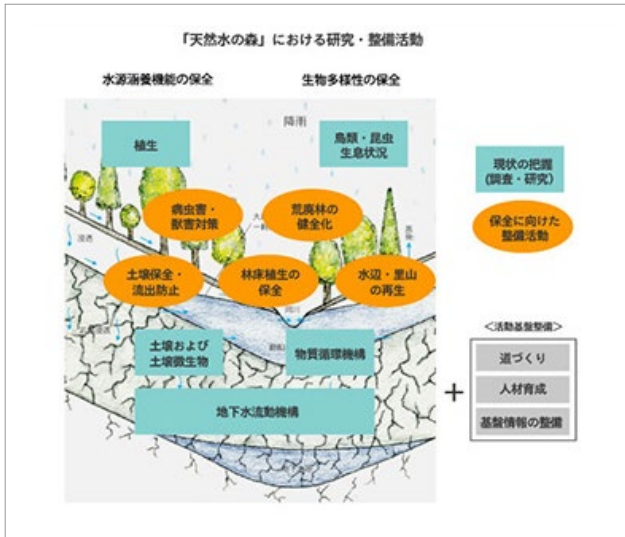 「天然水の森」における研究・整備活動
水源涵養機能の保全
生物多様性の保全
降雨
植生
鳥類・昆虫
生息状況
現状の把握
(調査・研究)
病虫害・
獣害対策
荒廃林の
健全化
保全に向けた
整備活動
浸透
土壌保全・
流出防止
林床植生の
保全
水辺・里山
の再生
河川
<活動基盤整備>
土壌および
土壌微生物
物質循環機構
道づくり
人材育成
基盤情報の整備
+
地下水流動機構